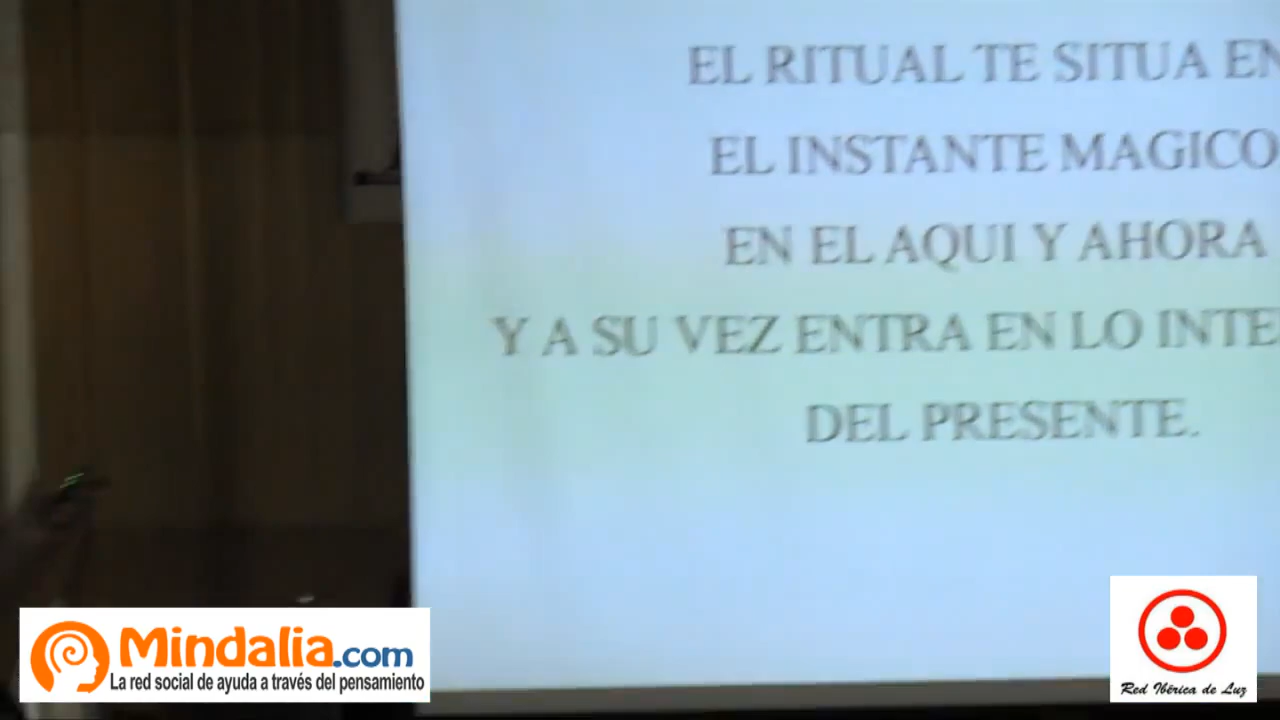 EL RITUAL TE SITUA EN
EL INSTANTE MAGICO
EN EL AQUI Y AHORA
Y A SU VEZ ENTRA EN LO
DEL PRESENTE.
Mindalia.com
La red social de ayuda a través del pensamiento
Red Ibérica de Luz